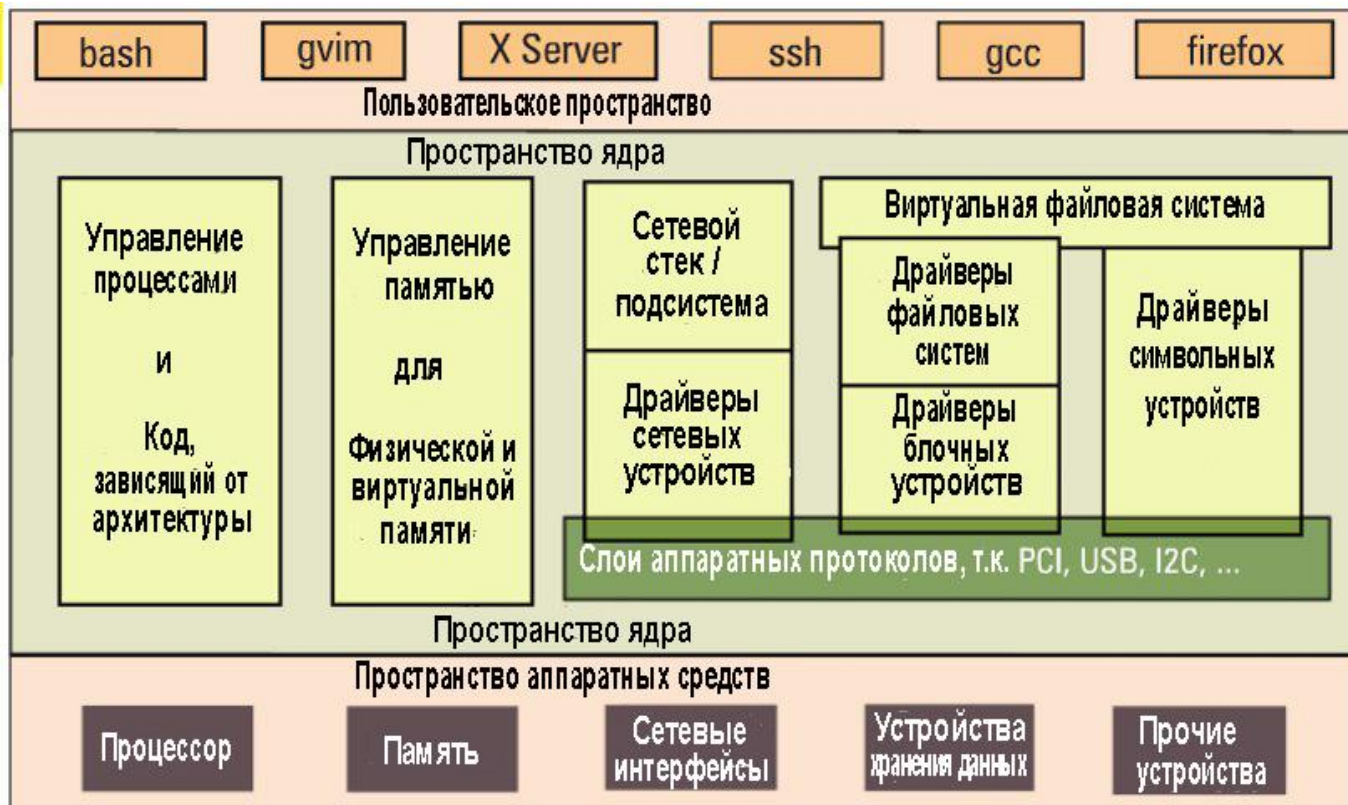 bash
gvim
X Server
ssh
gcc
firefox
Пользовательское пространство
Пространство ядра
Управление
процессами
и
Код,
зависящий от
архитектуры
Управление
памятью
для
Физической и
виртуальной
памяти
Сетевой
стек /
подсистема
Драйверы
сетевых
устройств
Виртуальная файловая система
Драйверы
файловых
систем
Драйверы
блочных
устройств
Драйверы
символьных
устройств
Слои аппаратных протоколов, т.к. PCI, USB, I2C, ...
Пространство ядра
Пространство аппаратных средств
Процессор
Память
Сетевые
интерфейсы
Устройства
хранения данных
Прочие
устройства